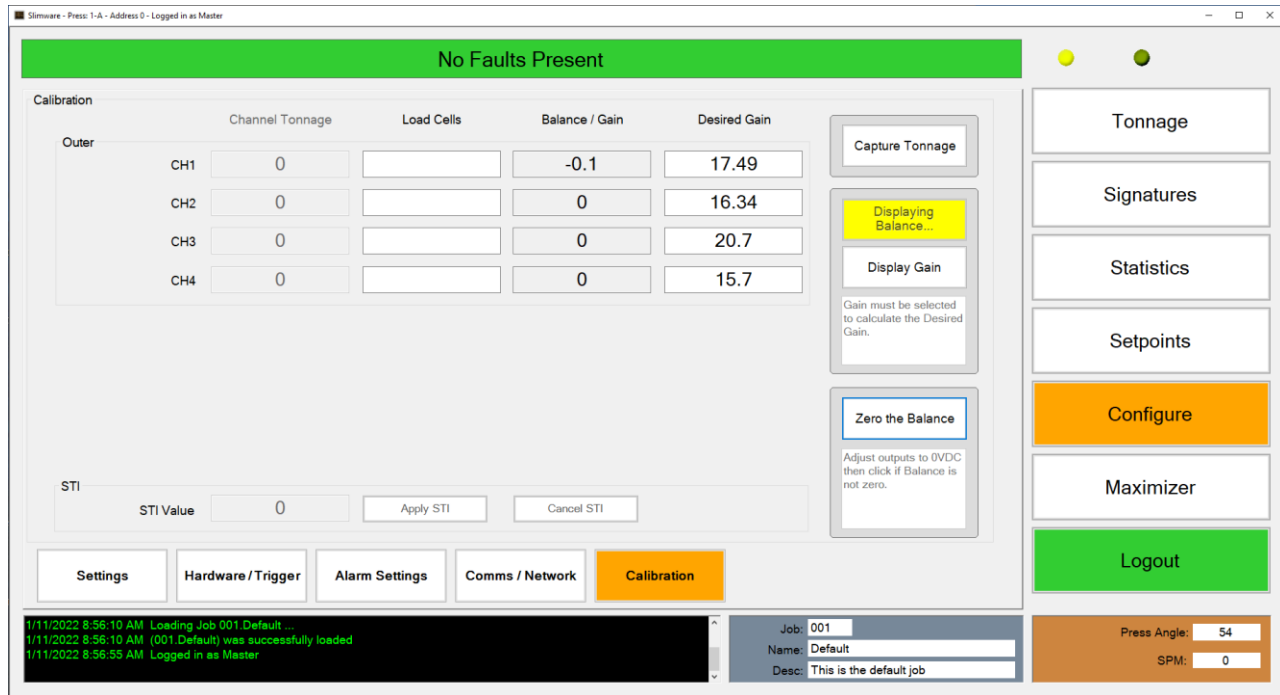 Slimware - Press: 1-A - Address 0 - Logged in as Master
No Faults Present
Calibration
Channel Tonnage Load Cells Balance / Gain Desired Gain
Outer
CH1 0 -0.1 17.49
CH2 0 0 16.34
CH3 0 0 20.7
CH4 0 0 15.7
Capture Tonnage
Displaying
Balance...
Display Gain
Gain must be selected
to calculate the Desired
Gain.
Zero the Balance
Adjust outputs to 0VDC
then click if Balance is
not zero.
STI
STI Value 0 Apply STI Cancel STI
Settings Hardware / Trigger Alarm Settings Comms / Network Calibration
Tonnage
Signatures
Statistics
Setpoints
Configure
Maximizer
Logout
1/11/2022 8:56:10 AM Loading Job 001.Default ...
1/11/2022 8:56:10 AM (001.Default) was successfully loaded
1/11/2022 8:56:55 AM Logged in as Master
Job: 001
Name: Default
Desc: This is the default job
Press Angle: 54
SPM: 0